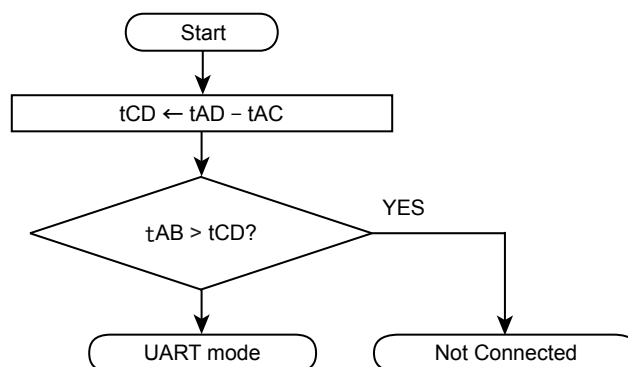 Start
tCD ← tAD – tAC
tAB > tCD?
YES
UART mode
Not Connected